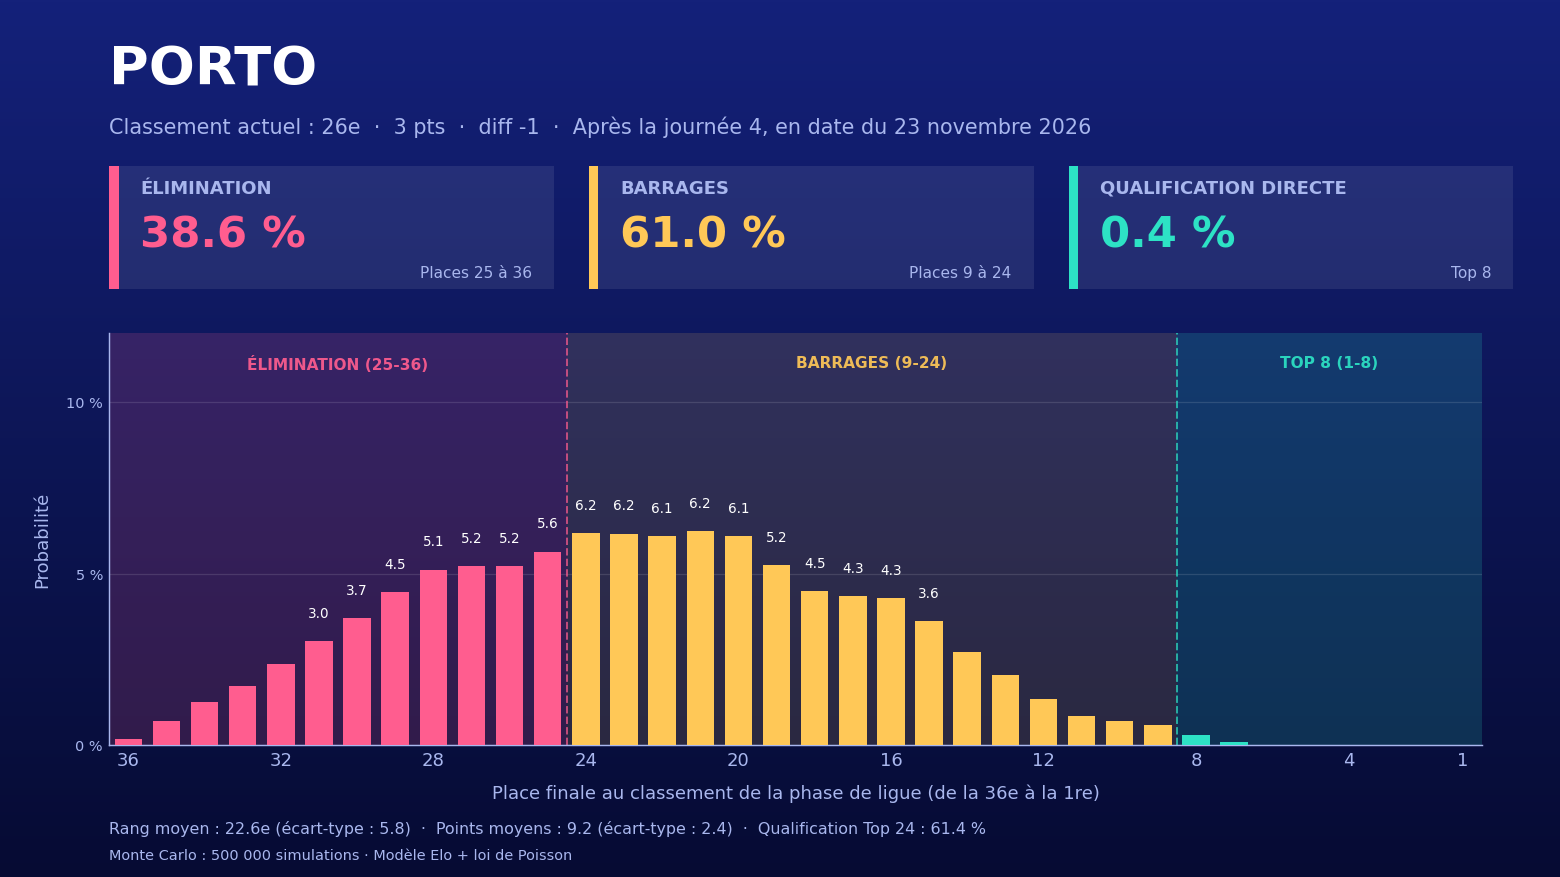 PORTO
Classement actuel : 26e · 3 pts · diff -1 · Après la journée 4, en date du 23 novembre 2026
ÉLIMINATION
38.6 %
Places 25 à 36
BARRAGES
61.0 %
Places 9 à 24
QUALIFICATION DIRECTE
0.4 %
Top 8
ÉLIMINATION (25-36)
BARRAGES (9-24)
TOP 8 (1-8)
Probabilité
10 %
5 %
0 %
3.0
3.7
4.5
5.1
5.2
5.2
5.6
6.2
6.2
6.1
6.2
6.1
5.2
4.5
4.3
4.3
3.6
36 32 28 24 20 16 12 8 4 1
Place finale au classement de la phase de ligue (de la 36e à la 1re)
Rang moyen : 22.6e (écart-type : 5.8) · Points moyens : 9.2 (écart-type : 2.4) · Qualification Top 24 : 61.4 %
Monte Carlo : 500 000 simulations · Modèle Elo + loi de Poisson